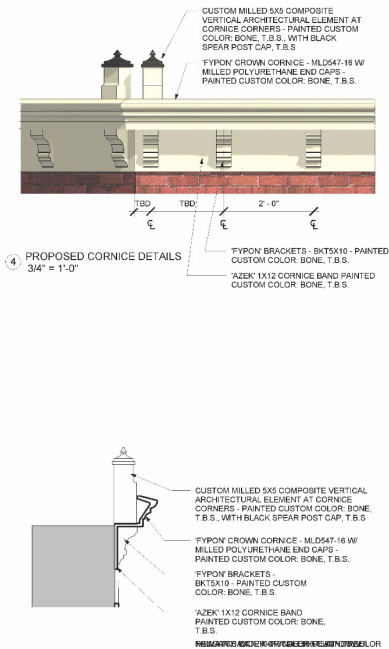 CUSTOM MILLED 5X5 COMPOSITE
VERTICAL ARCHITECTURAL ELEMENT AT
CORNICE CORNERS - PAINTED CUSTOM
COLOR: BONE, T.B.S., WITH BLACK
SPEAR POST CAP, T.B.S
'FYPON' CROWN CORNICE - MLD547-16 W/
MILLED POLYURETHANE END CAPS -
PAINTED CUSTOM COLOR: BONE, T.B.S.
TBD TBD 2' - 0"
'FYPON' BRACKETS - BKT5X10 - PAINTED
CUSTOM COLOR: BONE, T.B.S.
4 PROPOSED CORNICE DETAILS
3/4" = 1'-0"
'AZEK' 1X12 CORNICE BAND PAINTED
CUSTOM COLOR: BONE, T.B.S.
CUSTOM MILLED 5X5 COMPOSITE VERTICAL
ARCHITECTURAL ELEMENT AT CORNICE
CORNERS - PAINTED CUSTOM COLOR: BONE,
T.B.S., WITH BLACK SPEAR POST CAP, T.B.S
'FYPON' CROWN CORNICE - MLD547-16 W/
MILLED POLYURETHANE END CAPS -
PAINTED CUSTOM COLOR: BONE, T.B.S.
'FYPON' BRACKETS -
BKT5X10 - PAINTED CUSTOM
COLOR: BONE, T.B.S.
'AZEK' 1X12 CORNICE BAND
PAINTED CUSTOM COLOR: BONE,
T.B.S.